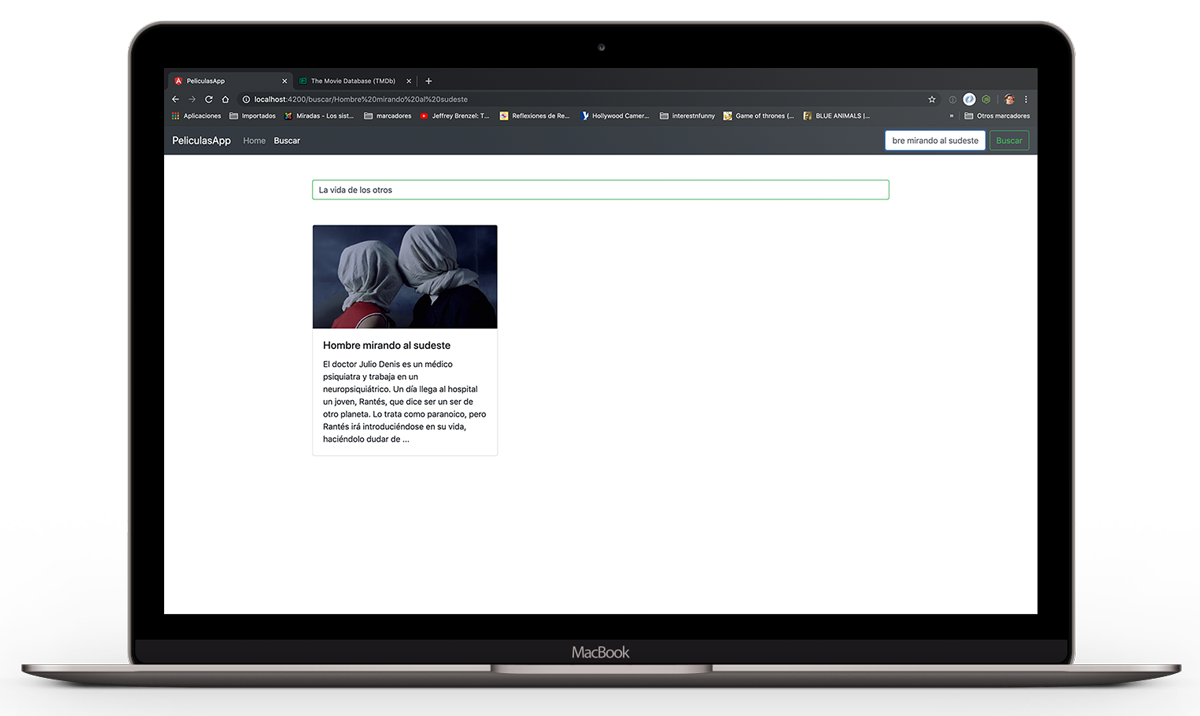 PeliculasApp
The Movie Database (TMDb)
localhost:4200/buscar/Hombre%20mirando%20al%20sudeste
Aplicaciones Importados Miradas - Los sist... marcadores Jeffrey Brenzel: T... Reflexiones de Re... Hollywood Camer... interestnfunny Game of thrones (... BLUE ANIMALS |... » Otros marcadores
PeliculasApp Home Buscar bre mirando al sudeste Buscar
La vida de los otros
Hombre mirando al sudeste
El doctor Julio Denis es un médico
psiquiatra y trabaja en un
neuropsiquiátrico. Un día llega al hospital
un joven, Rantés, que dice ser un ser de
otro planeta. Lo trata como paranoico, pero
Rantés irá introduciéndose en su vida,
haciéndolo dudar de ...
MacBook